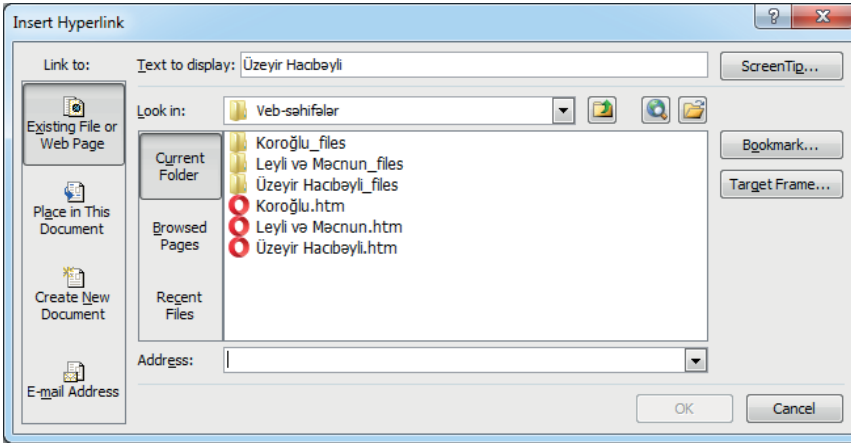 Insert Hyperlink
Link to:
Text to display: Üzeyir Hacıbəyli
ScreenTip...
Existing File or
Web Page
Look in: Veb-səhifələr
Current
Folder
Koroğlu_files
Leyli və Məcnun_files
Üzeyir Hacıbəyli_files
Koroğlu.htm
Leyli və Məcnun.htm
Üzeyir Hacıbəyli.htm
Bookmark...
Target Frame...
Place in This
Document
Browsed
Pages
Create New
Document
Recent
Files
Address:
E-mail Address
OK
Cancel